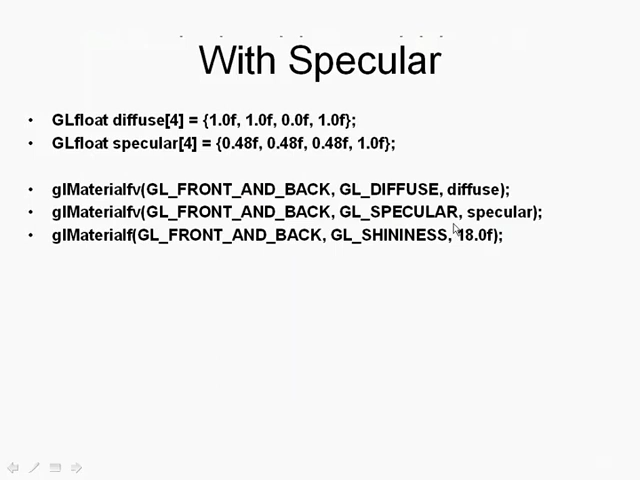 With Specular
• GLfloat diffuse[4] = {1.0f, 1.0f, 0.0f, 1.0f};
• GLfloat specular[4] = {0.48f, 0.48f, 0.48f, 1.0f};
• glMaterialfv(GL_FRONT_AND_BACK, GL_DIFFUSE, diffuse);
• glMaterialfv(GL_FRONT_AND_BACK, GL_SPECULAR, specular);
• glMaterialf(GL_FRONT_AND_BACK, GL_SHININESS, 18.0f);